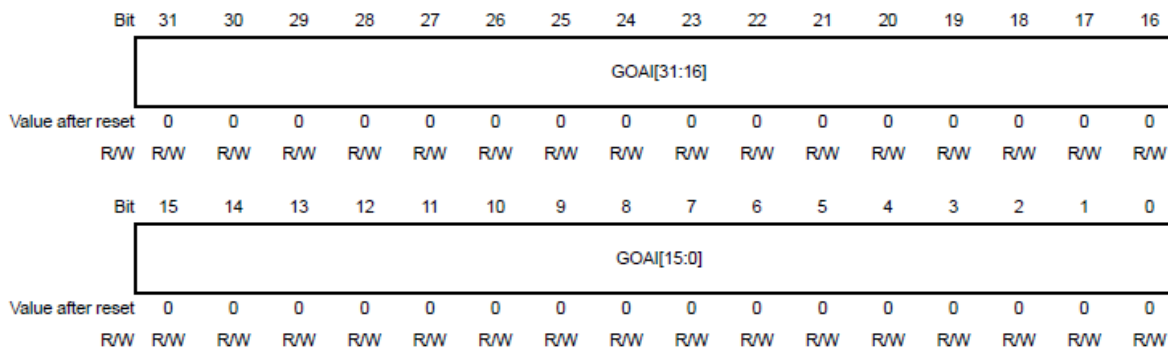 Bit 31 30 29 28 27 26 25 24 23 22 21 20 19 18 17 16
GOAI[31:16]
Value after reset 0 0 0 0 0 0 0 0 0 0 0 0 0 0 0 0
R/W R/W R/W R/W R/W R/W R/W R/W R/W R/W R/W R/W R/W R/W R/W R/W R/W
Bit 15 14 13 12 11 10 9 8 7 6 5 4 3 2 1 0
GOAI[15:0]
Value after reset 0 0 0 0 0 0 0 0 0 0 0 0 0 0 0 0
R/W R/W R/W R/W R/W R/W R/W R/W R/W R/W R/W R/W R/W R/W R/W R/W R/W